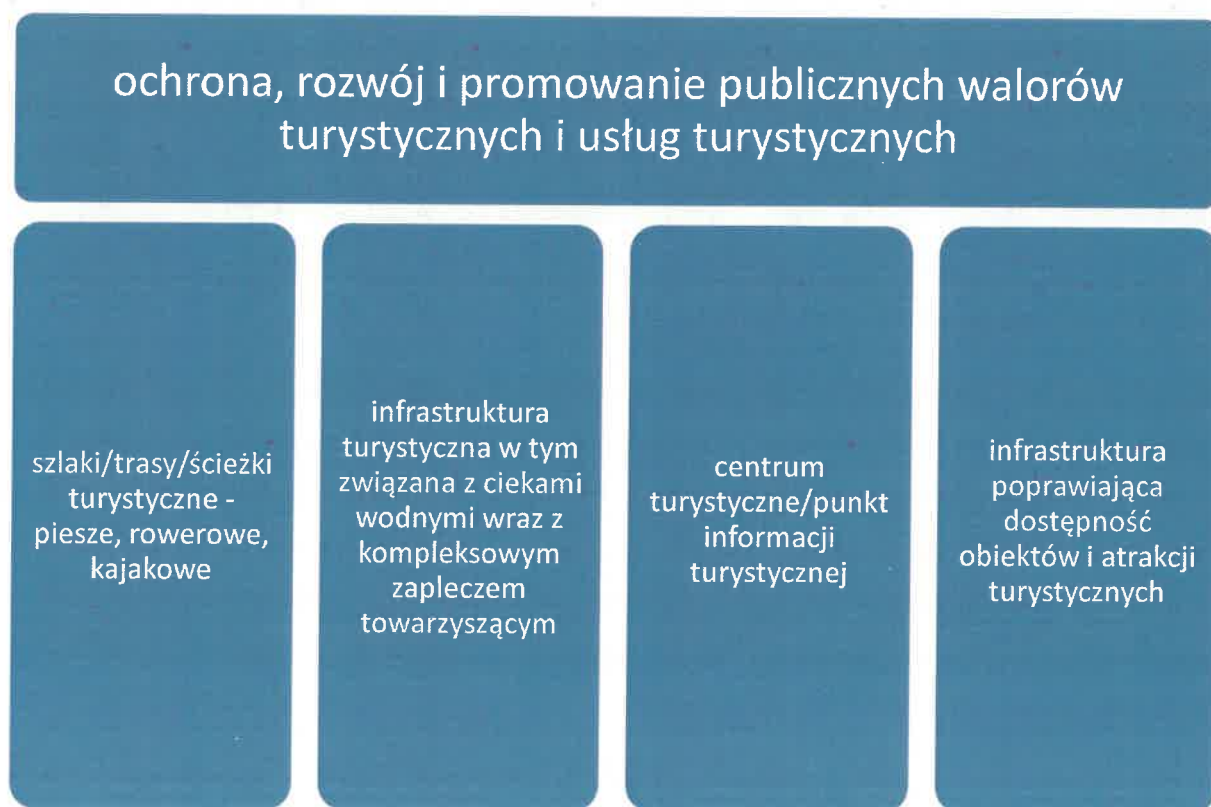 ochrona, rozwój i promowanie publicznych walorów
turystycznych i usług turystycznych
szlaki/trasy/ścieżki
turystyczne -
piesze, rowerowe,
kajakowe
infrastruktura
turystyczna w tym
związana z ciekami
wodnymi wraz z
kompleksowym
zapleczem
towarzyszącym
centrum
turystyczne/punkt
informacji
turystycznej
infrastruktura
poprawiająca
dostępność
obiektów i atrakcji
turystycznych